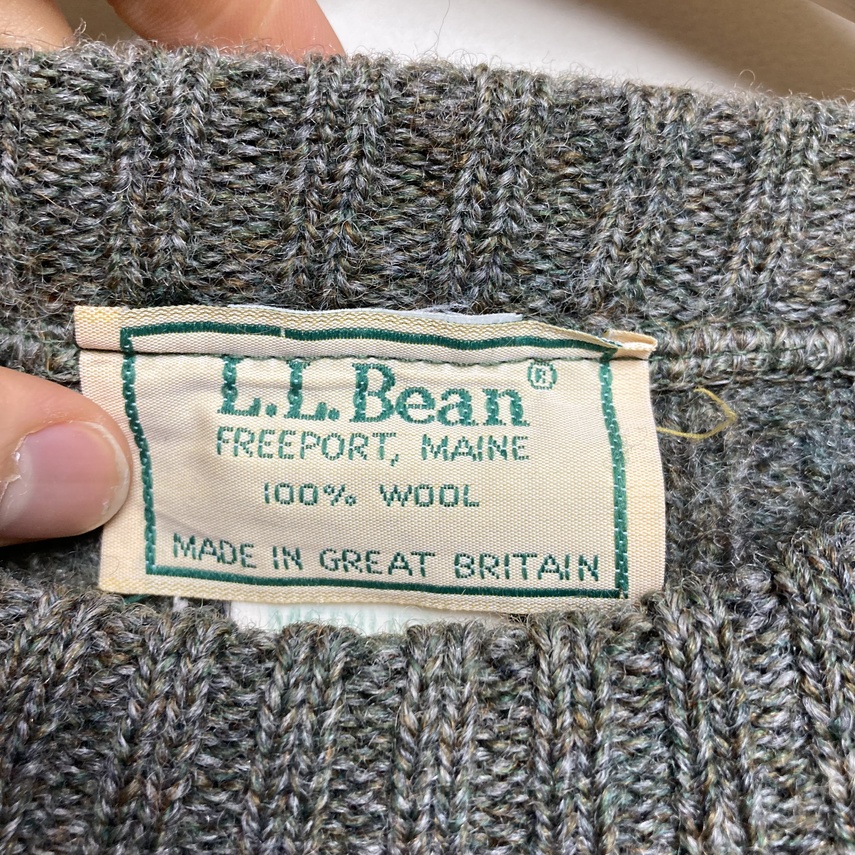 L.L.Bean®
FREEPORT, MAINE
100% WOOL
MADE IN GREAT BRITAIN